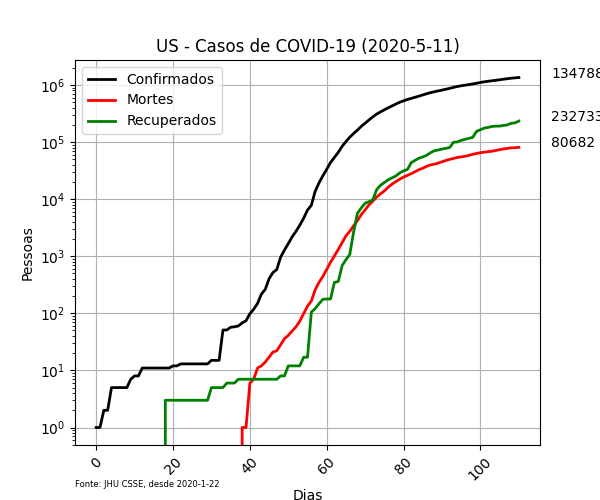 US - Casos de COVID-19 (2020-5-11)
Confirmados
Mortes
Recuperados
134788
232733
80682
Pessoas
10^6
10^5
10^4
10^3
10^2
10^1
10^0
0 20 40 60 80 100
Dias
Fonte: JHU CSSE, desde 2020-1-22